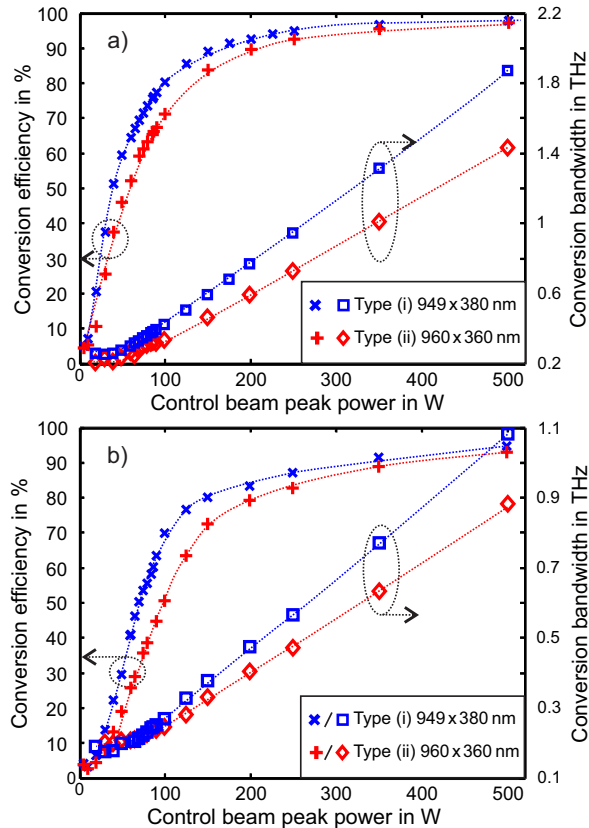 a)
Conversion efficiency in %
100
90
80
70
60
50
40
30
20
10
0
2.2
1.8
1.4
1
0.6
0.2
Conversion bandwidth in THz
Type (i) 949 x 380 nm
Type (ii) 960 x 360 nm
0 100 200 300 400 500
Control beam peak power in W
b)
Conversion efficiency in %
100
90
80
70
60
50
40
30
20
10
0
1.1
0.9
0.7
0.5
0.3
0.1
Conversion bandwidth in THz
/ Type (i) 949 x 380 nm
/ Type (ii) 960 x 360 nm
0 100 200 300 400 500
Control beam peak power in W